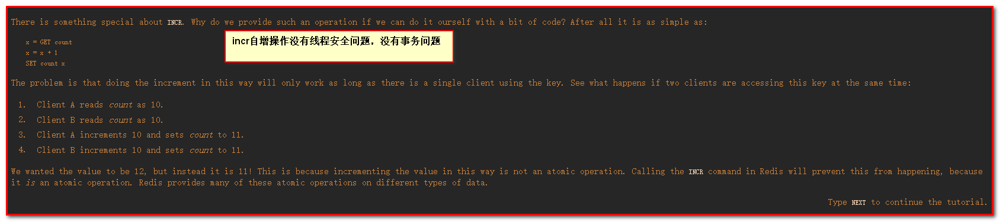 There is something special about INCR. Why do we provide such an operation if we can do it ourself with a bit of code? After all it is as simple as:
x = GET count
incr自增操作没有线程安全问题，没有事务问题
x = x + 1
SET count x
The problem is that doing the increment in this way will only work as long as there is a single client using the key. See what happens if two clients are accessing this key at the same time:
1. Client A reads count as 10.
2. Client B reads count as 10.
3. Client A increments 10 and sets count to 11.
4. Client B increments 10 and sets count to 11.
We wanted the value to be 12, but instead it is 11! This is because incrementing the value in this way is not an atomic operation. Calling the INCR command in Redis will prevent this from happening, because
it is an atomic operation. Redis provides many of these atomic operations on different types of data.
Type NEXT to continue the tutorial.